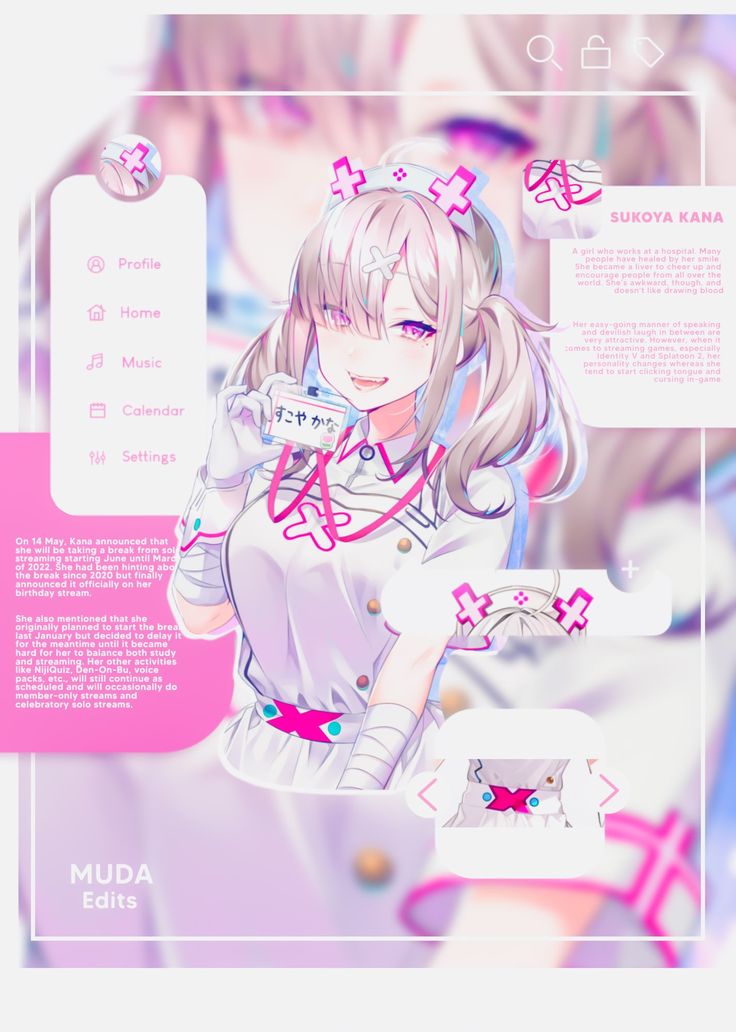 SUKOYA KANA
A girl who works at a hospital. Many
people have healed by her smile.
She became a liver to cheer up and
encourage people from all over the
world. She's awkward, though, and
doesn't like drawing blood
Her easy-going manner of speaking
and devilish laugh in between are
very attractive. However, when it
comes to streaming games, especially
Identity V and Splatoon 2, her
personality changes whereas she
tend to start clicking tongue and
cursing in-game
Profile
Home
Music
Calendar
Settings
すこや かな
On 14 May, Kana announced that
she will be taking a break from
streaming starting June until
of 2022. She had been hinting
the break since 2020 but finally
announced it officially on her
birthday stream.
She also mentioned that she
originally planned to start the
last January but decided to delay it
for the meantime until it became
hard for her to balance both study
and streaming. Her other activities
like NijiQuiz, Den-On-Bu, voice
packs, etc., will still continue as
scheduled and will occasionally do
member-only streams and
celebratory solo streams.
MUDA
Edits